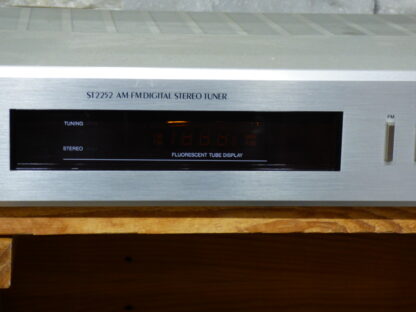 ST2252 AM-FM DIGITAL STEREO TUNER
TUNING
STEREO
FLUORESCENT TUBE DISPLAY
FM